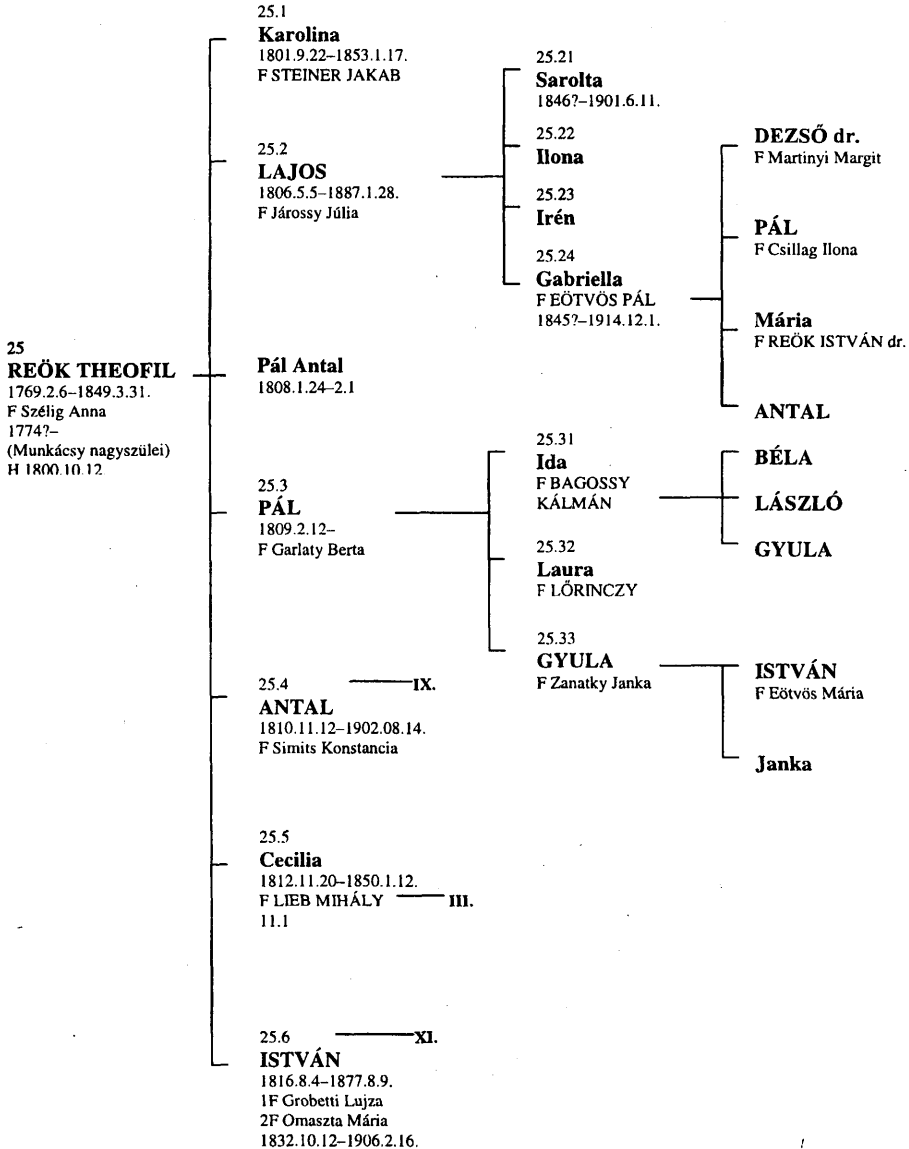 25
REÖK THEOFIL
1769.2.6–1849.3.31.
F Szélig Anna
1774?–
(Munkácsy nagyszülei)
H 1800.10.12
25.1
Karolina
1801.9.22–1853.1.17.
F STEINER JAKAB
25.2
LAJOS
1806.5.5–1887.1.28.
F Járossy Júlia
Pál Antal
1808.1.24–2.1
25.3
PÁL
1809.2.12–
F Garlaty Berta
25.4 IX.
ANTAL
1810.11.12–1902.08.14.
F Simits Konstancia
25.5
Cecilia
1812.11.20–1850.1.12.
F LIEB MIHÁLY III.
11.1
25.6 XI.
ISTVÁN
1816.8.4–1877.8.9.
1F Grobetti Lujza
2F Omaszta Mária
1832.10.12–1906.2.16.
25.21
Sarolta
1846?–1901.6.11.
25.22
Ilona
25.23
Irén
25.24
Gabriella
F EÖTVÖS PÁL
1845?–1914.12.1.
25.31
Ida
F BAGOSSY
KÁLMÁN
25.32
Laura
F LŐRINCZY
25.33
GYULA
F Zanatky Janka
DEZSŐ dr.
F Martinyi Margit
PÁL
F Csillag Ilona
Mária
F REÖK ISTVÁN dr.
ANTAL
BÉLA
LÁSZLÓ
GYULA
ISTVÁN
F Eötvös Mária
Janka